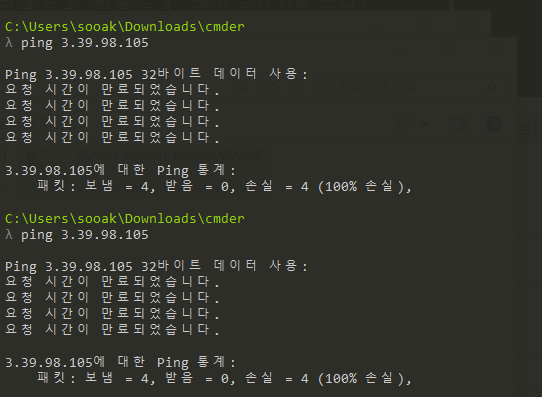 C:\Users\sooak\Downloads\cmder
λ ping 3.39.98.105
Ping 3.39.98.105 32바이트 데이터 사용:
요청 시간이 만료되었습니다.
요청 시간이 만료되었습니다.
요청 시간이 만료되었습니다.
요청 시간이 만료되었습니다.
3.39.98.105에 대한 Ping 통계:
패킷: 보냄 = 4, 받음 = 0, 손실 = 4 (100% 손실),
C:\Users\sooak\Downloads\cmder
λ ping 3.39.98.105
Ping 3.39.98.105 32바이트 데이터 사용:
요청 시간이 만료되었습니다.
요청 시간이 만료되었습니다.
요청 시간이 만료되었습니다.
요청 시간이 만료되었습니다.
3.39.98.105에 대한 Ping 통계:
패킷: 보냄 = 4, 받음 = 0, 손실 = 4 (100% 손실),